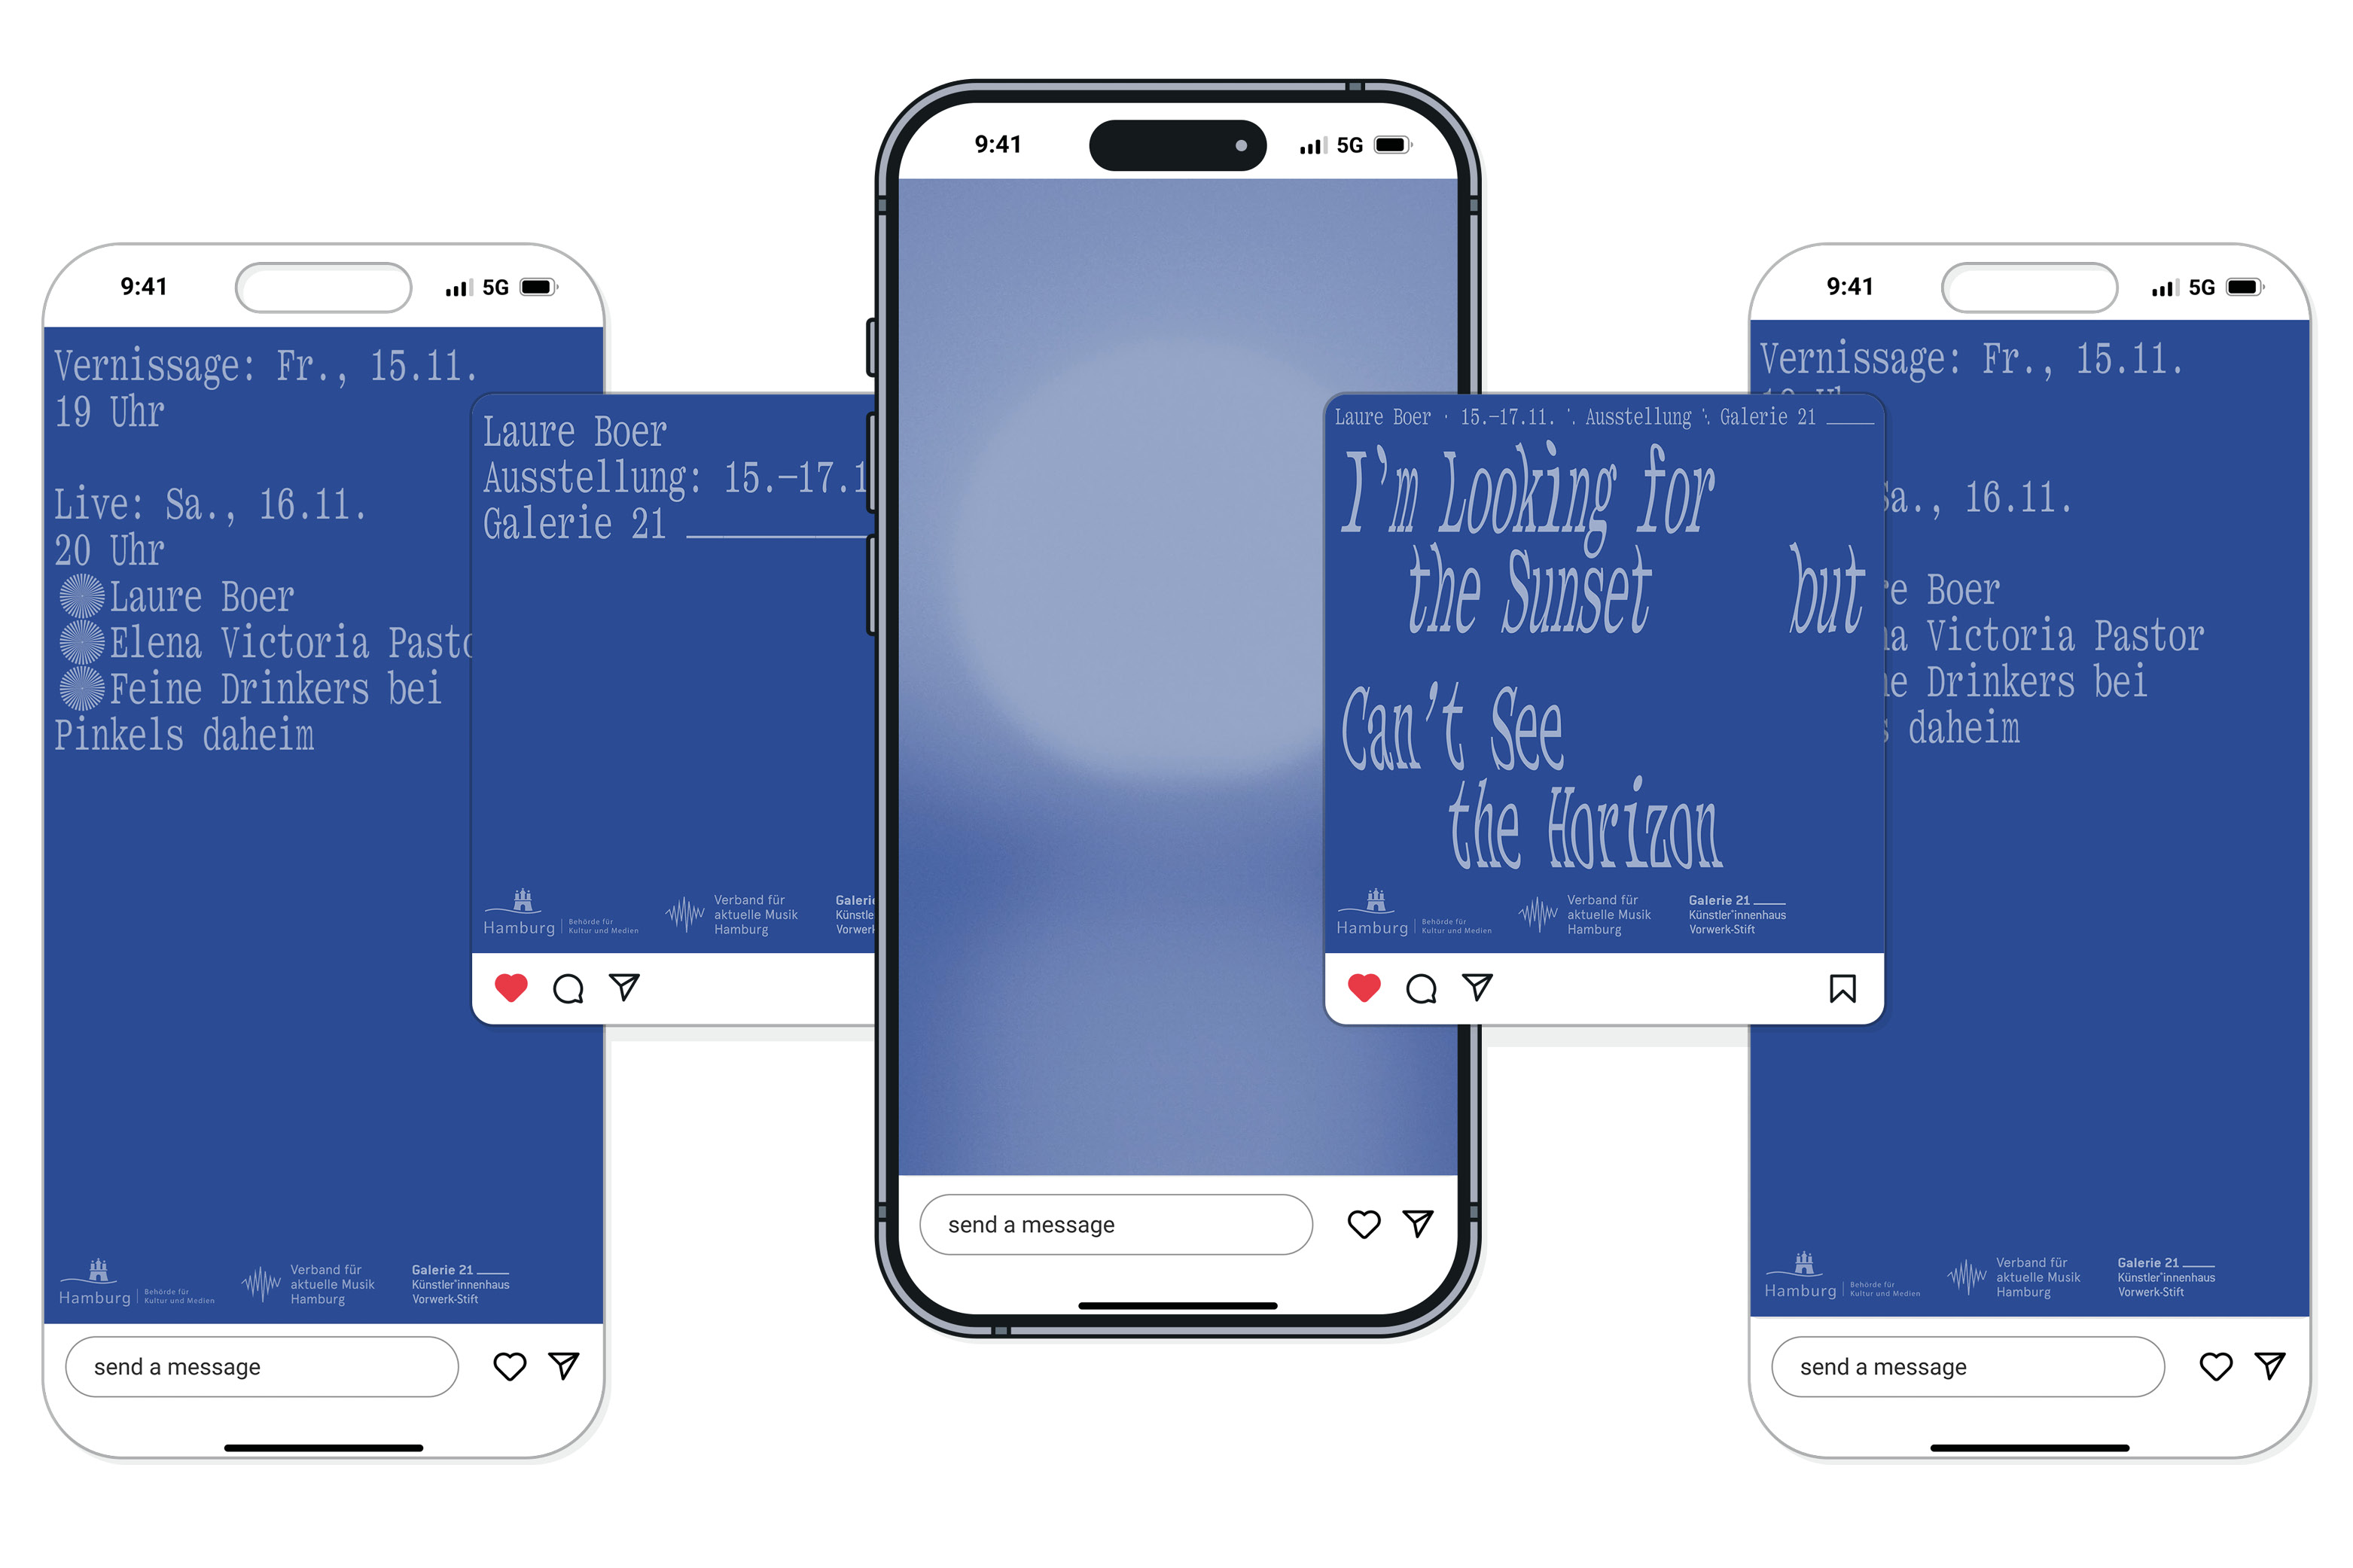 9:41
5G
Vernissage: Fr., 15.11.
19 Uhr
Live: Sa., 16.11.
20 Uhr
Laure Boer
Elena Victoria Pasto
Feine Drinkers bei
Pinkels daheim
Hamburg
Behörde für
Kultur und Medien
Verband für
aktuelle Musik
Hamburg
Galerie 21
Künstler*innenhaus
Vorwerk-Stift
send a message
Laure Boer
Ausstellung: 15.–17.1
Galerie 21
Hamburg
Behörde für
Kultur und Medien
Verband für
aktuelle Musik
Hamburg
Galerie
Künstle
Vorwerk
9:41
5G
send a message
Laure Boer · 15.–17.11. Ausstellung Galerie 21
I’m Looking for
the Sunset but
Can’t See
the Horizon
Hamburg
Behörde für
Kultur und Medien
Verband für
aktuelle Musik
Hamburg
Galerie 21
Künstler*innenhaus
Vorwerk-Stift
9:41
5G
Vernissage: Fr., 15.11.
Sa., 16.11.
re Boer
na Victoria Pastor
ne Drinkers bei
s daheim
Hamburg
Behörde für
Kultur und Medien
Verband für
aktuelle Musik
Hamburg
Galerie 21
Künstler*innenhaus
Vorwerk-Stift
send a message